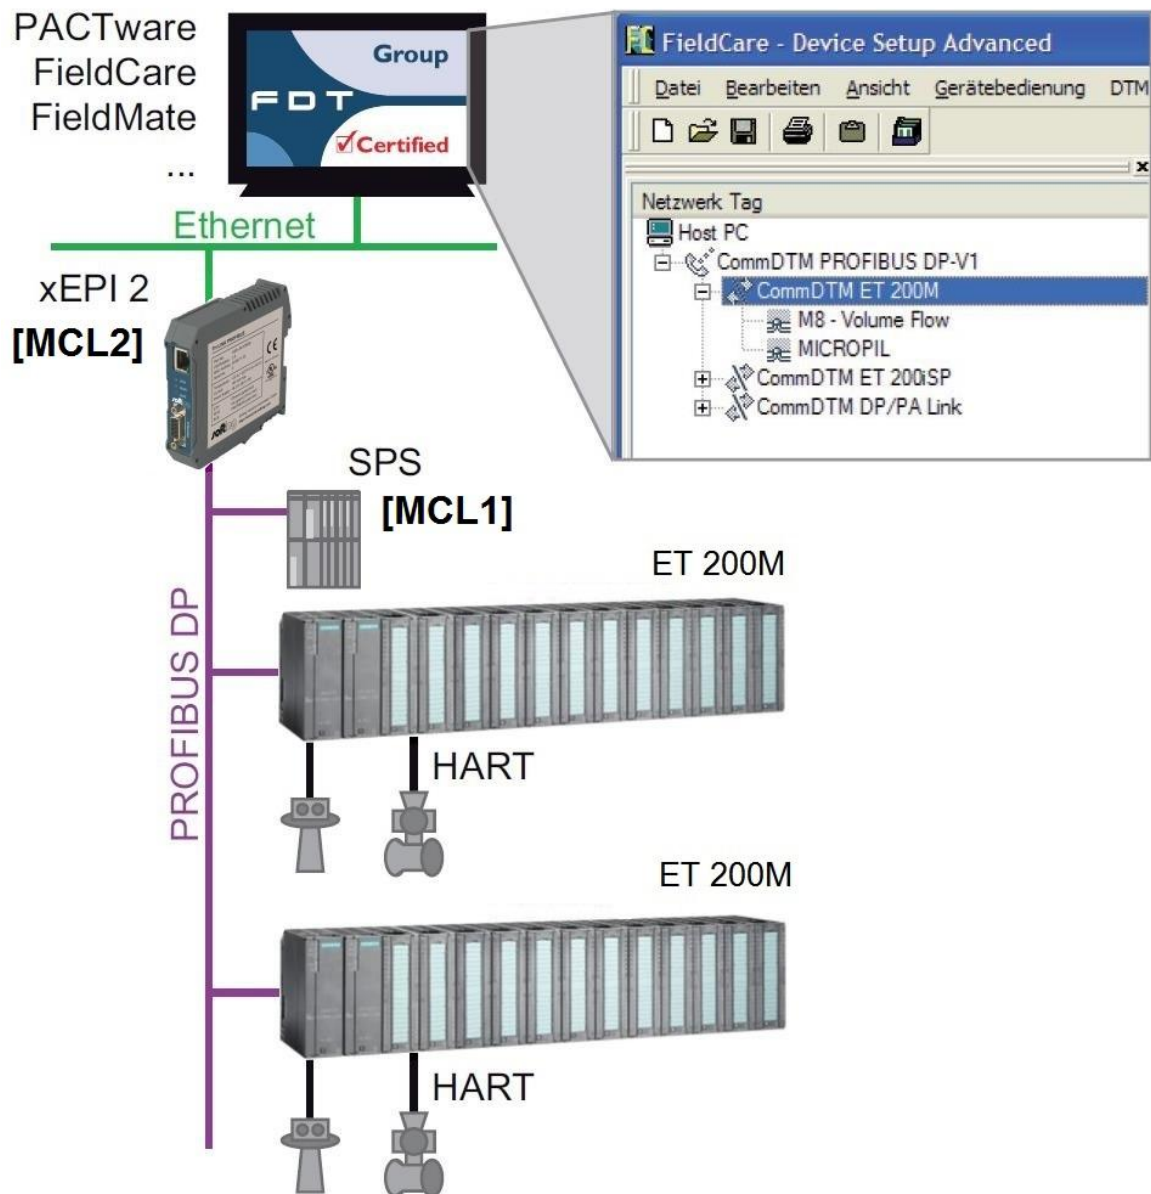 PACTware
FieldCare
FieldMate
...
Group
FDT
Certified
FieldCare - Device Setup Advanced
Datei Bearbeiten Ansicht Gerätebedienung DTM
Netzwerk Tag
Host PC
CommDTM PROFIBUS DP-V1
CommDTM ET 200M
M8 - Volume Flow
MICROPIL
CommDTM ET 200iSP
CommDTM DP/PA Link
Ethernet
xEPI 2
[MCL2]
SPS
[MCL1]
ET 200M
PROFIBUS DP
HART
ET 200M
HART